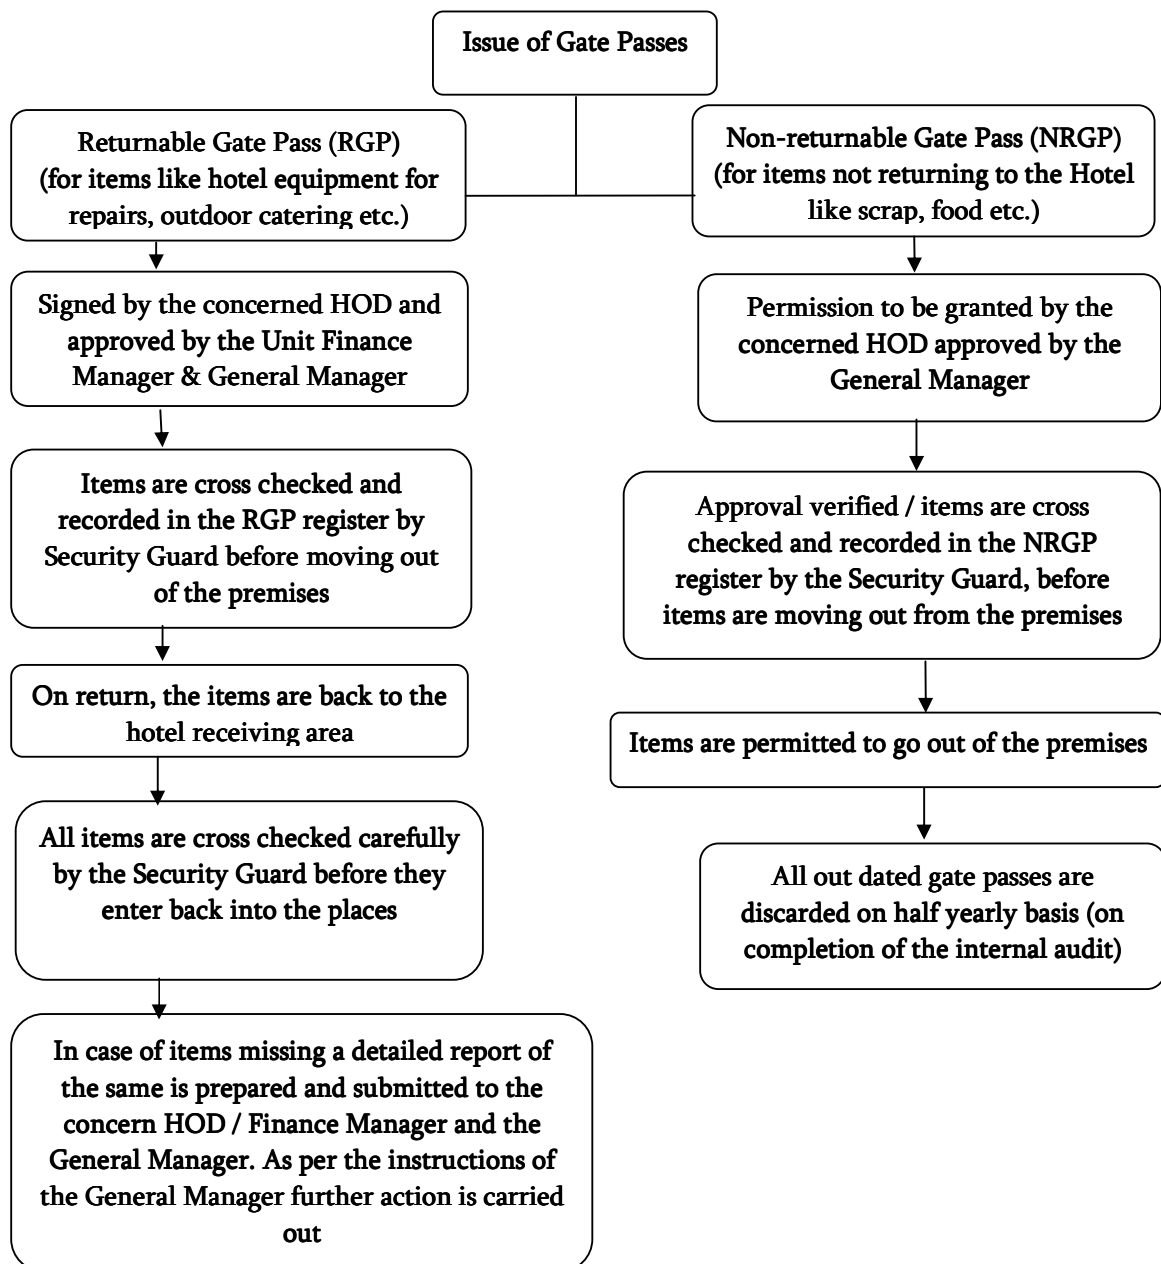 Issue of Gate Passes
Returnable Gate Pass (RGP)
(for items like hotel equipment for
repairs, outdoor catering etc.)
Signed by the concerned HOD and
approved by the Unit Finance
Manager & General Manager
Items are cross checked and
recorded in the RGP register by
Security Guard before moving out
of the premises
On return, the items are back to the
hotel receiving area
All items are cross checked carefully
by the Security Guard before they
enter back into the places
In case of items missing a detailed report of
the same is prepared and submitted to the
concern HOD / Finance Manager and the
General Manager. As per the instructions of
the General Manager further action is carried
out
Non-returnable Gate Pass (NRGP)
(for items not returning to the Hotel
like scrap, food etc.)
Permission to be granted by the
concerned HOD approved by the
General Manager
Approval verified / items are cross
checked and recorded in the NRGP
register by the Security Guard, before
items are moving out from the premises
Items are permitted to go out of the premises
All out dated gate passes are
discarded on half yearly basis (on
completion of the internal audit)